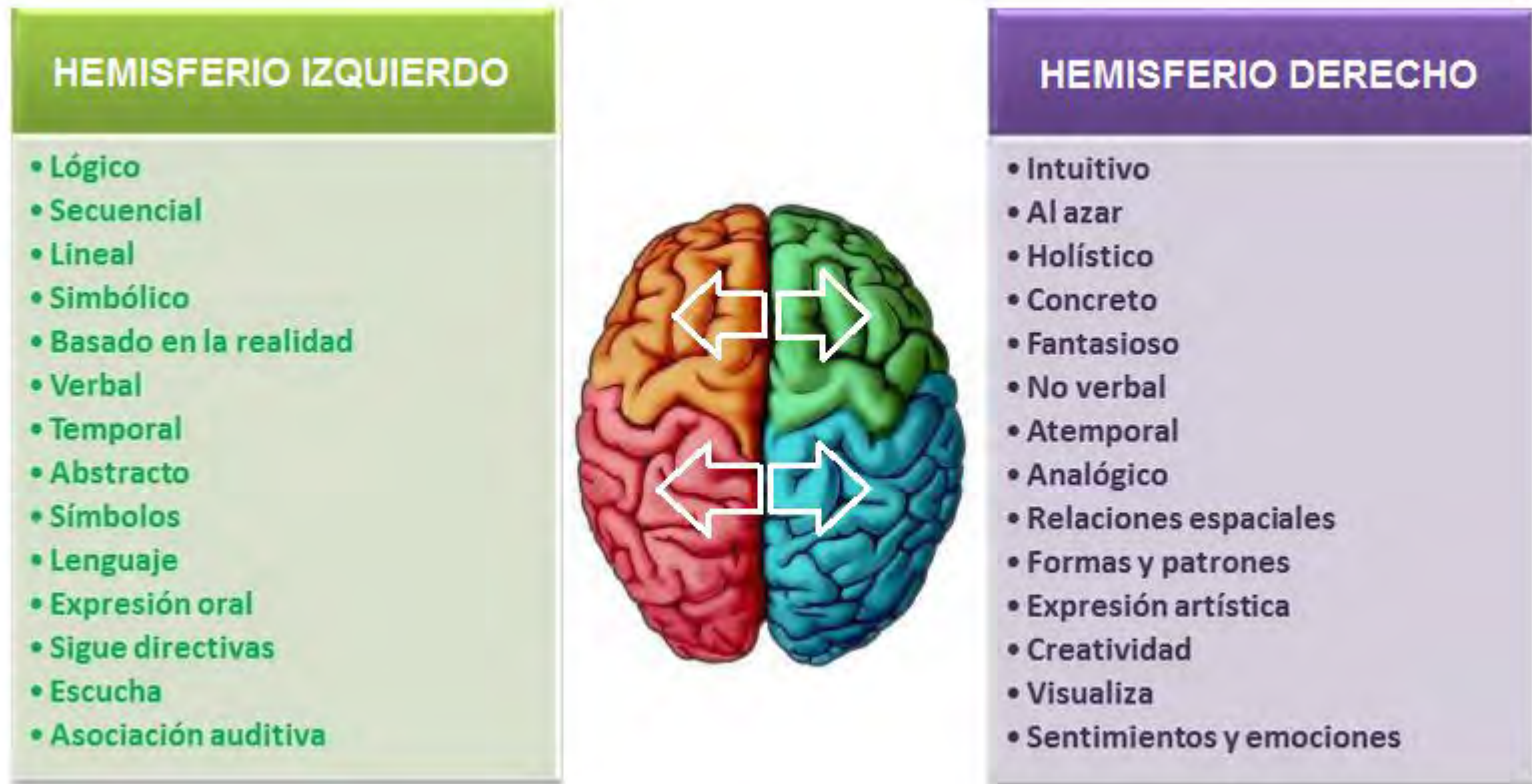 HEMISFERIO IZQUIERDO
• Lógico
• Secuencial
• Lineal
• Simbólico
• Basado en la realidad
• Verbal
• Temporal
• Abstracto
• Símbolos
• Lenguaje
• Expresión oral
• Sigue directivas
• Escucha
• Asociación auditiva
HEMISFERIO DERECHO
• Intuitivo
• Al azar
• Holístico
• Concreto
• Fantasioso
• No verbal
• Atemporal
• Analógico
• Relaciones espaciales
• Formas y patrones
• Expresión artística
• Creatividad
• Visualiza
• Sentimientos y emociones